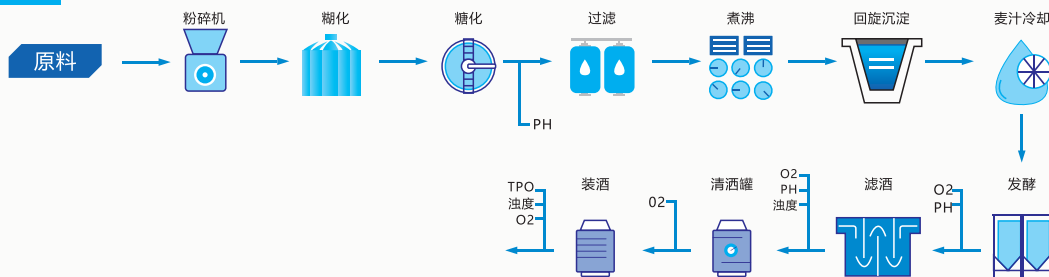 原料
粉碎机
糊化
糖化
过滤
煮沸
回旋沉淀
麦汁冷却
PH
发酵
O2
PH
滤酒
O2
PH
浊度
清洒罐
02
装酒
TPO
浊度
O2